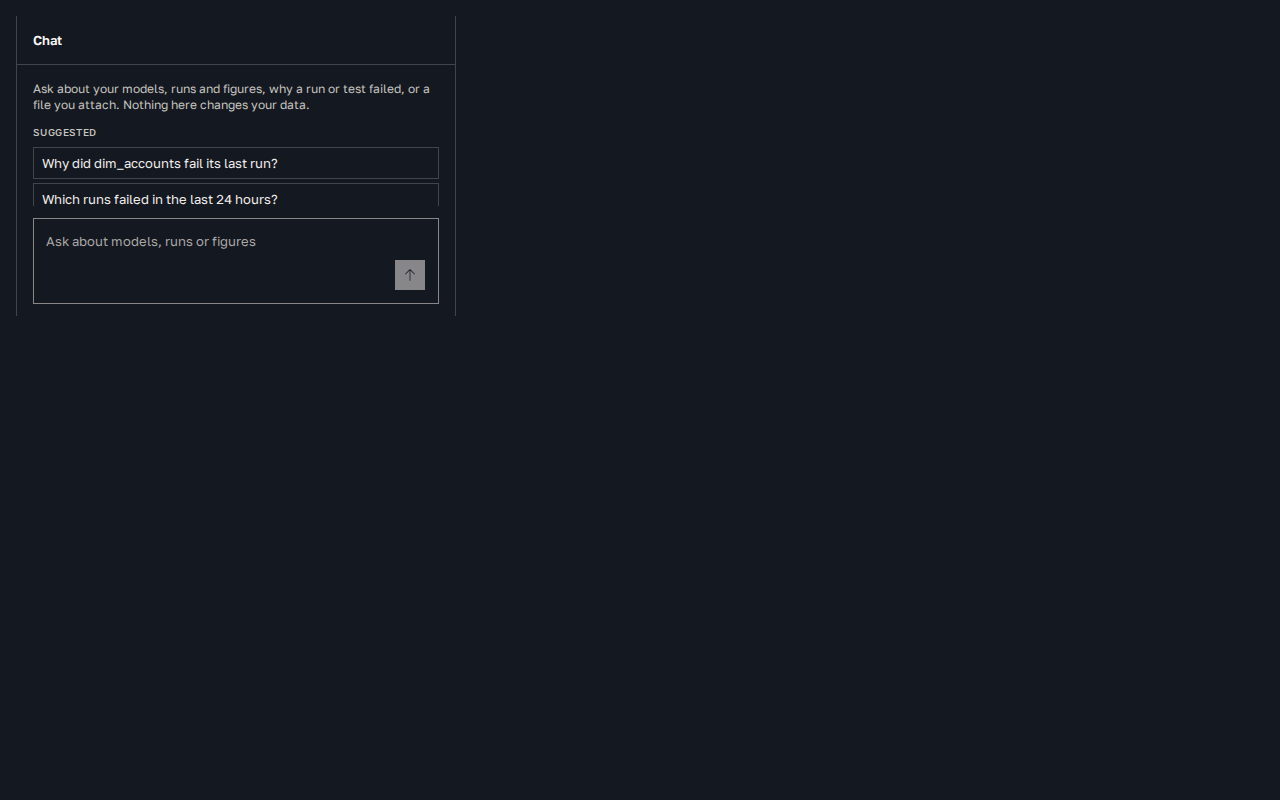 Chat
Ask about your models, runs and figures, why a run or test failed, or a
file you attach. Nothing here changes your data.
SUGGESTED
Why did dim_accounts fail its last run?
Which runs failed in the last 24 hours?
Ask about models, runs or figures